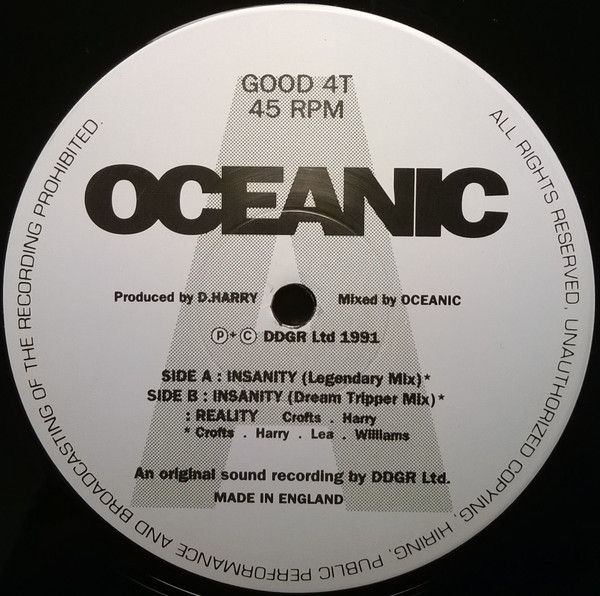 GOOD 4T
45 RPM
OCEANIC
Produced by D.HARRY Mixed by OCEANIC
Ⓟ+© DDGR Ltd 1991
SIDE A : INSANITY (Legendary Mix)*
SIDE B : INSANITY (Dream Tripper Mix)*
: REALITY Crofts . Harry
* Crofts . Harry . Lea . Williams
An original sound recording by DDGR Ltd.
MADE IN ENGLAND
A
ALL RIGHTS RESERVED, UNAUTHORIZED COPYING, HIRING, PUBLIC PERFORMANCE AND BROADCASTING OF THE RECORDING PROHIBITED.